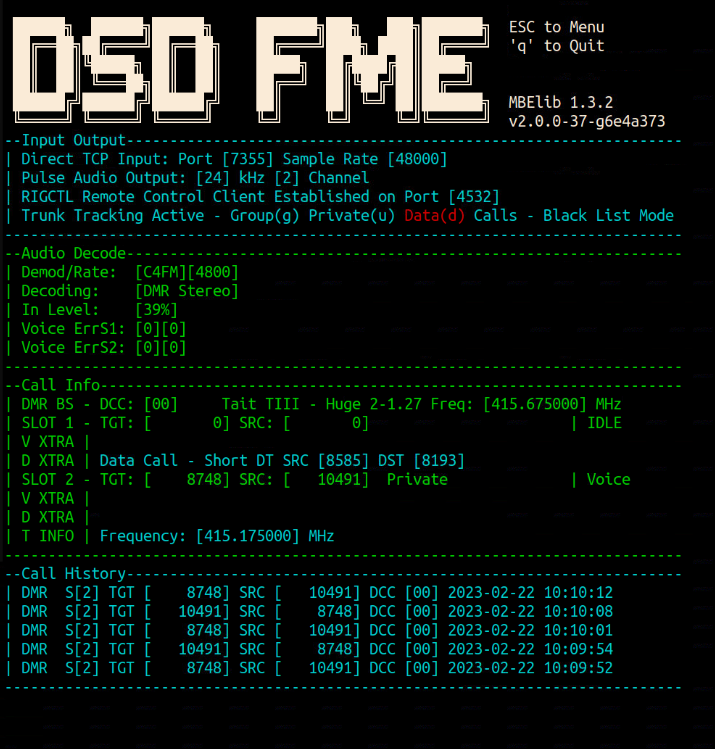 DSD FME
ESC to Menu
'q' to Quit
MBElib 1.3.2
v2.0.0-37-g6e4a373
--Input Output----------------------------------------------------------------
| Direct TCP Input: Port [7355] Sample Rate [48000]
| Pulse Audio Output: [24] kHz [2] Channel
| RIGCTL Remote Control Client Established on Port [4532]
| Trunk Tracking Active - Group(g) Private(u) Data(d) Calls - Black List Mode
------------------------------------------------------------------------------
--Audio Decode----------------------------------------------------------------
| Demod/Rate:  [C4FM][4800]
| Decoding:    [DMR Stereo]
| In Level:    [39%]
| Voice ErrS1: [0][0]
| Voice ErrS2: [0][0]
------------------------------------------------------------------------------
--Call Info-------------------------------------------------------------------
| DMR BS - DCC: [00]     Tait TIII - Huge 2-1.27 Freq: [415.675000] MHz
| SLOT 1 - TGT: [       0] SRC: [       0]                       | IDLE
| V XTRA |
| D XTRA | Data Call - Short DT SRC [8585] DST [8193]
| SLOT 2 - TGT: [    8748] SRC: [   10491]  Private              | Voice
| V XTRA |
| D XTRA |
| T INFO | Frequency: [415.175000] MHz
------------------------------------------------------------------------------
--Call History----------------------------------------------------------------
| DMR  S[2] TGT [    8748] SRC [   10491] DCC [00] 2023-02-22 10:10:12
| DMR  S[2] TGT [   10491] SRC [    8748] DCC [00] 2023-02-22 10:10:08
| DMR  S[2] TGT [    8748] SRC [   10491] DCC [00] 2023-02-22 10:10:01
| DMR  S[2] TGT [   10491] SRC [    8748] DCC [00] 2023-02-22 10:09:54
| DMR  S[2] TGT [    8748] SRC [   10491] DCC [00] 2023-02-22 10:09:52
------------------------------------------------------------------------------